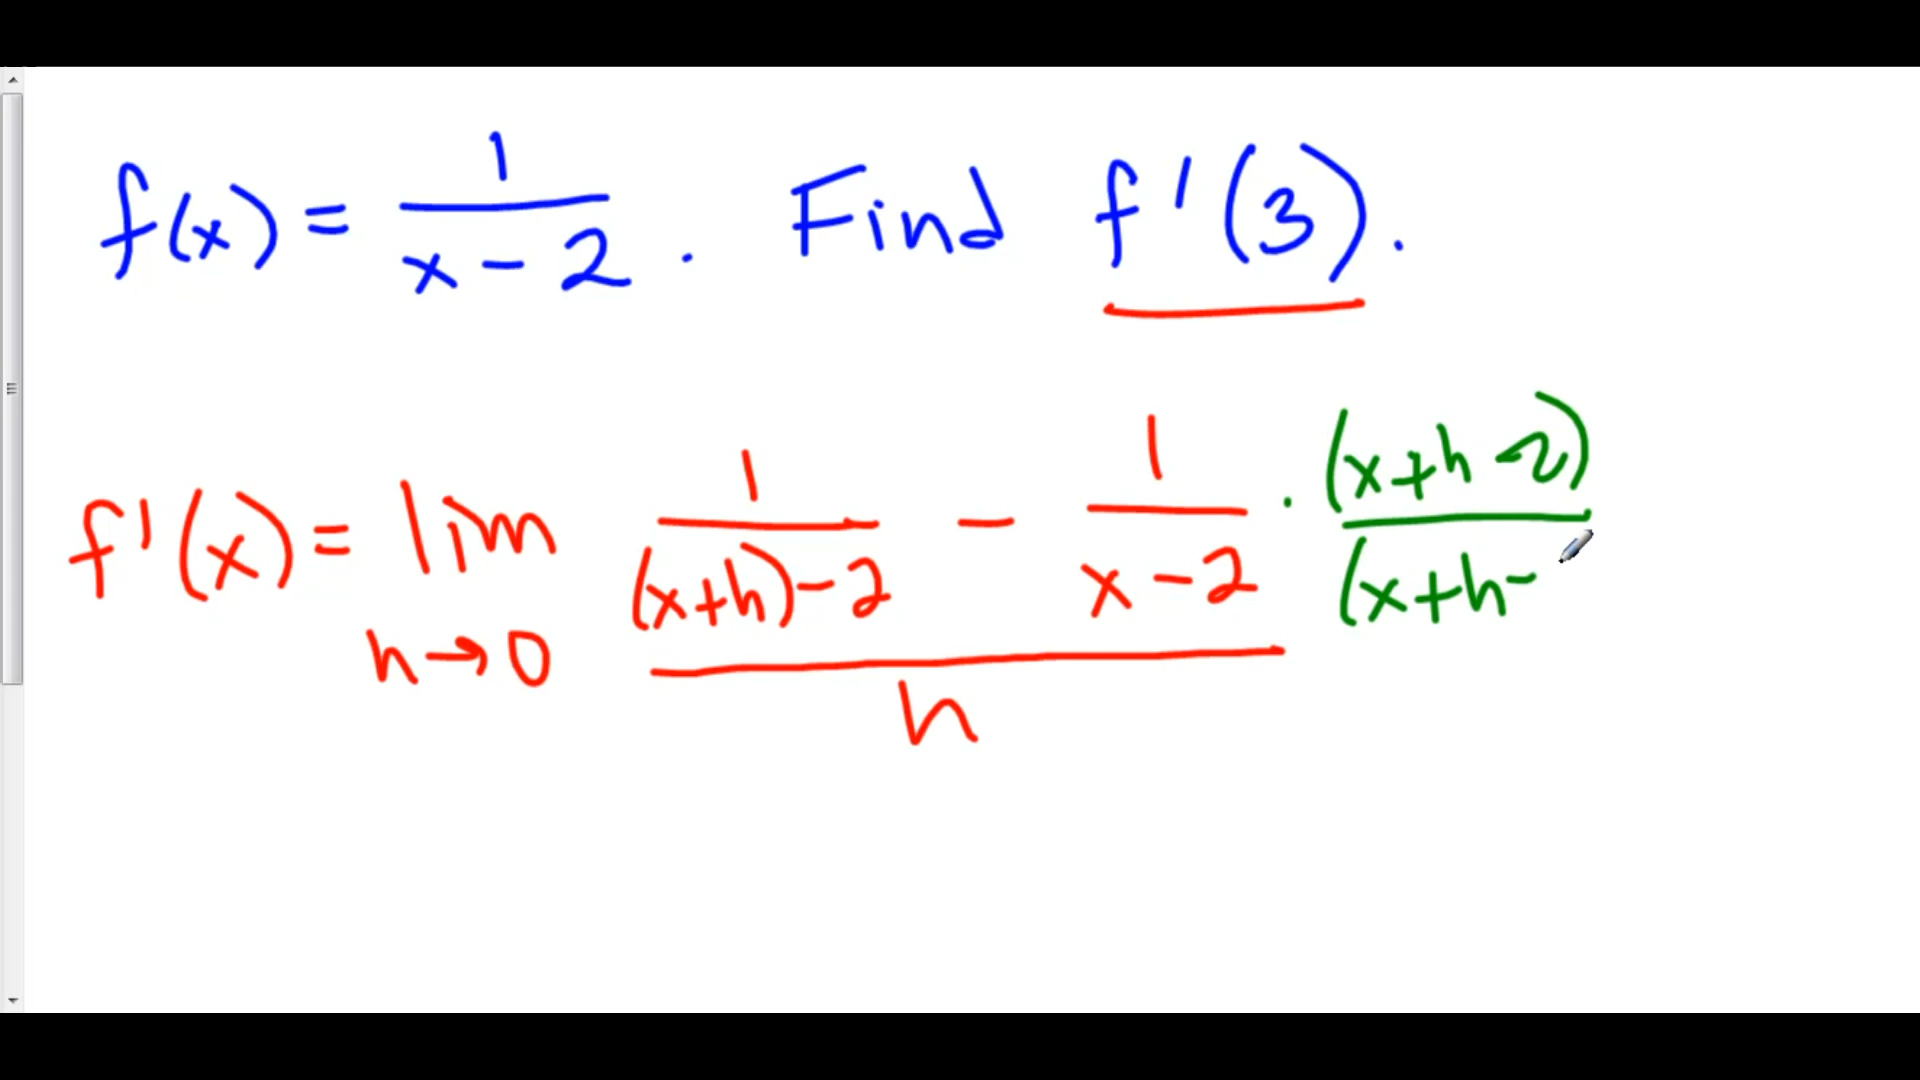 f(x) = 1/(x - 2) . Find f'(3).
f'(x) = lim h→0 (1/((x+h) - 2) - 1/(x - 2) · (x+h-2)/(x+h-)/h